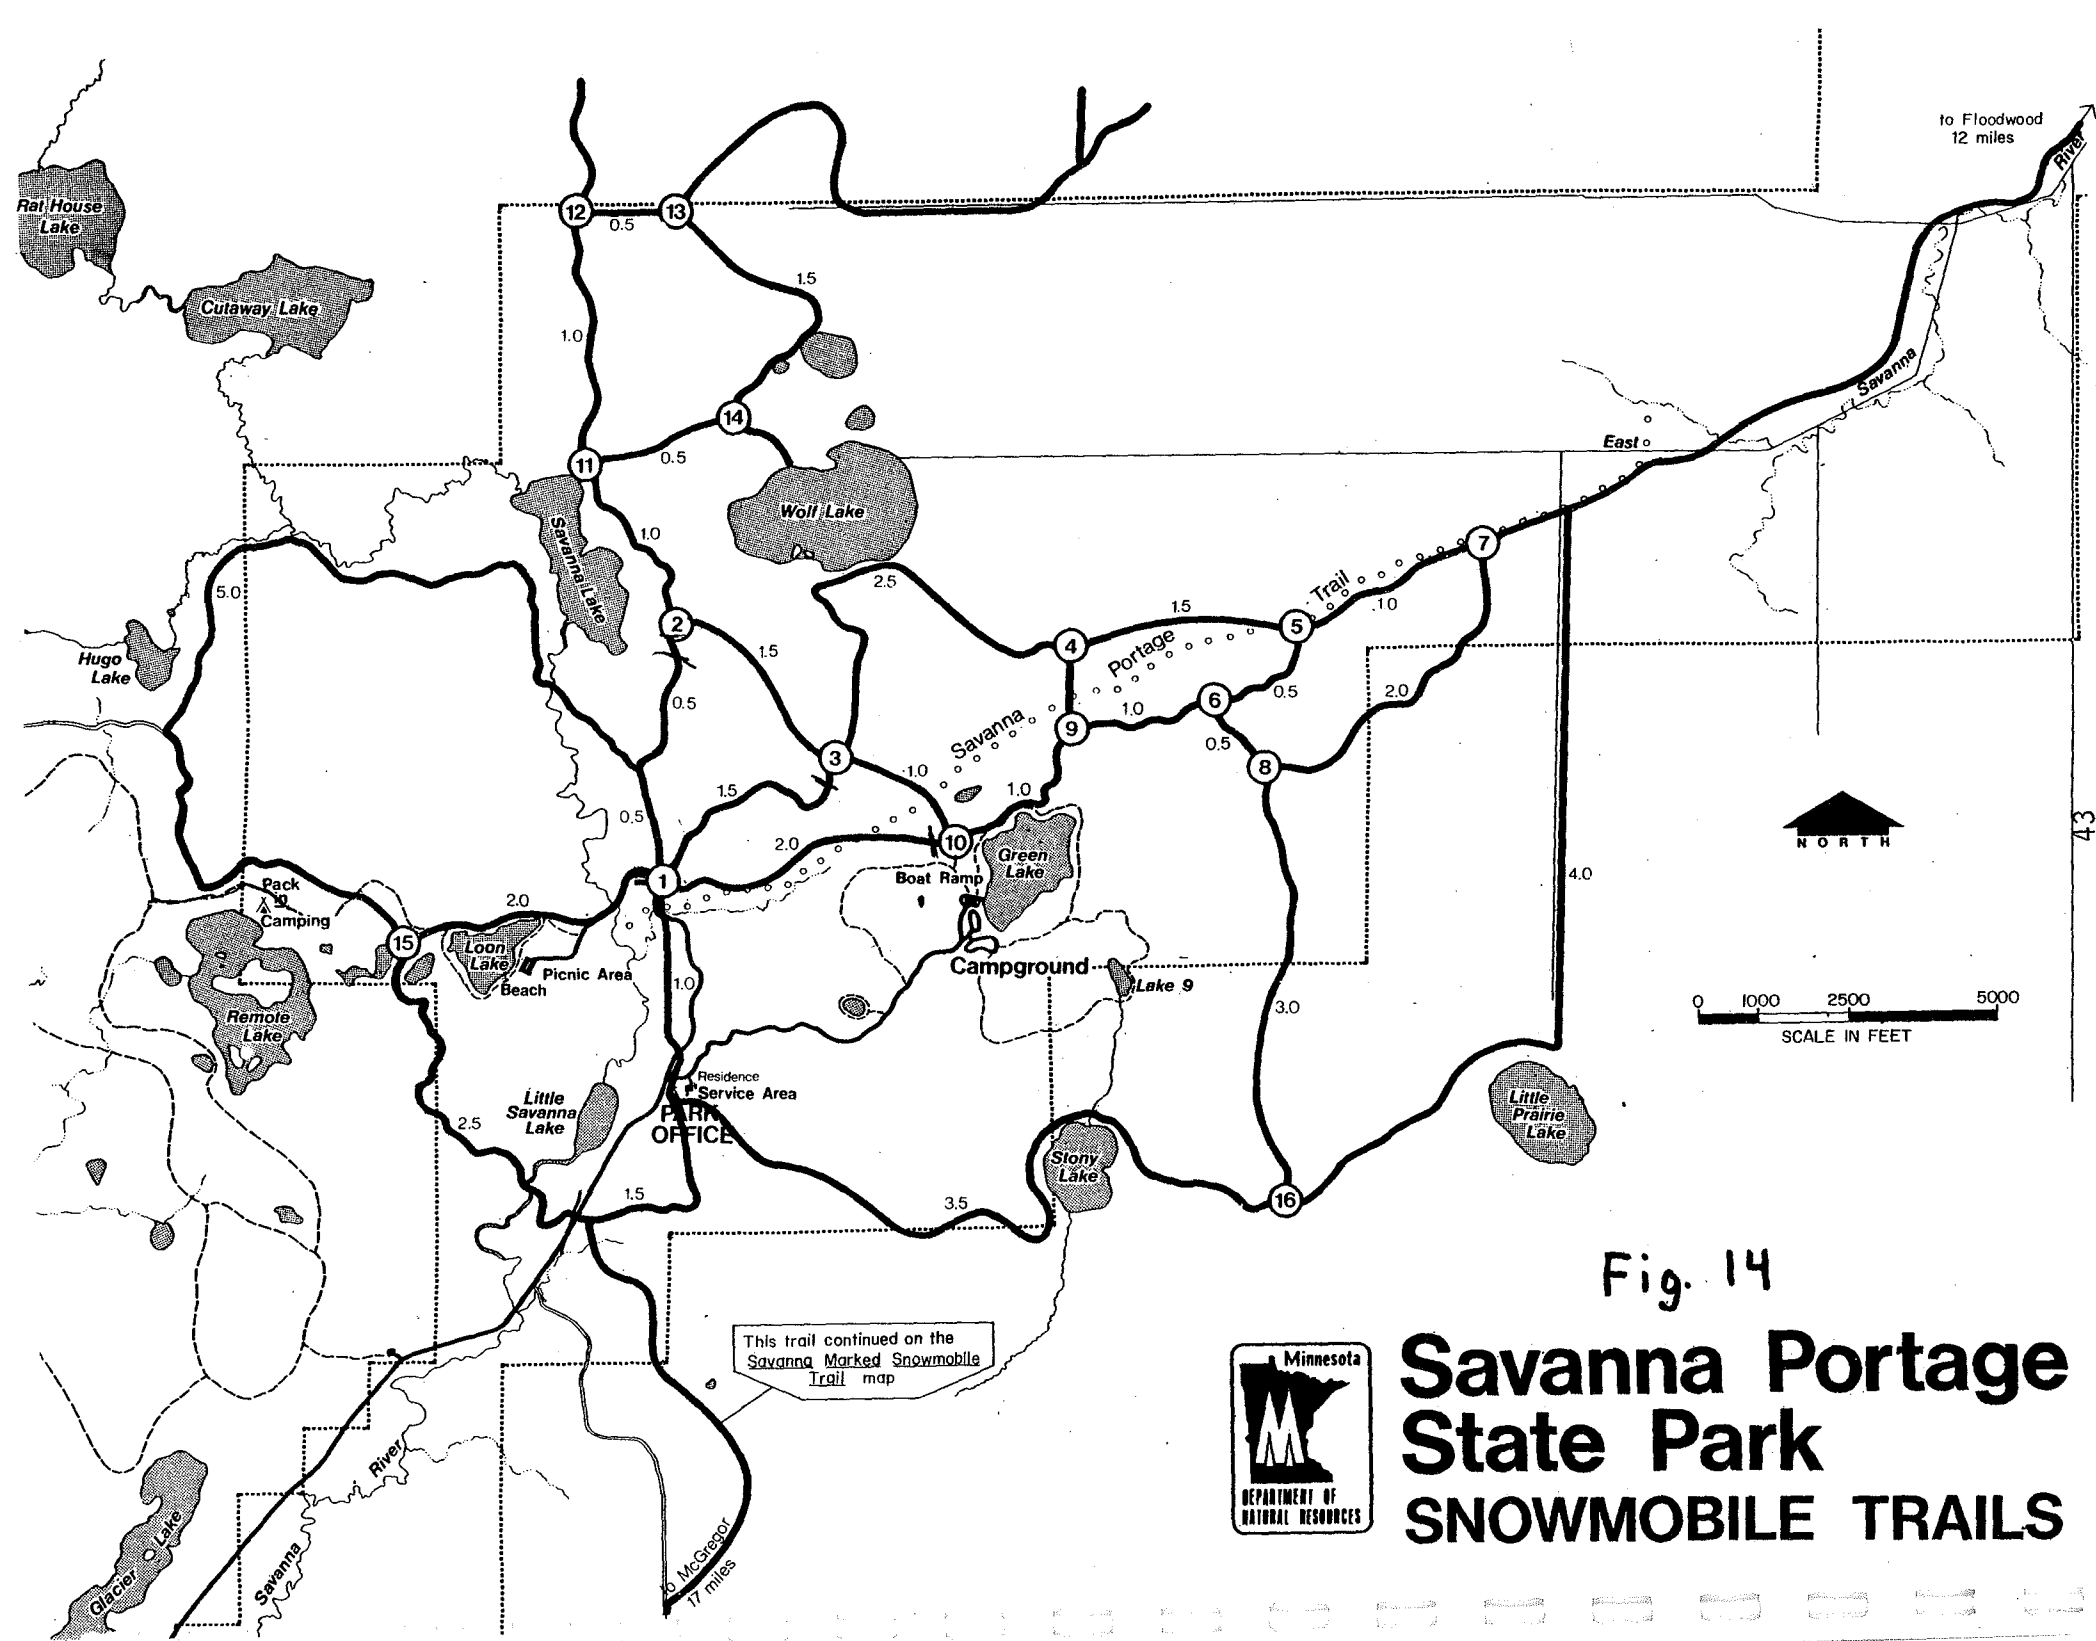 to Floodwood
12 miles
River
Rat House
Lake
12
13
0.5
Cutaway Lake
1.5
1.0
Savanna
14
East
11
0.5
Wolf Lake
Savanna Lake
1.0
7
5.0
2.5
Trail
.10
1.5
2
5
4
Portage
1.5
Hugo
Lake
0.5
6
0.5
2.0
1.0
9
Savanna
0.5
3
1.0
8
1.5
1.0
0.5
2.0
10
Green
Lake
NORTH
43
Boat Ramp
4.0
1
Pack
in
Camping
2.0
15
Loon
Lake
Picnic Area
Beach
Campground
Lake 9
1.0
Remote
Lake
3.0
0 1000 2500 5000
SCALE IN FEET
Residence
Service Area
PARK
OFFICE
Little
Savanna
Lake
2.5
Little
Prairie
Lake
Stony
Lake
1.5
3.5
16
Fig. 14
This trail continued on the
Savanna Marked Snowmobile
Trail map
Minnesota
DEPARTMENT OF
NATURAL RESOURCES
Savanna Portage
State Park
SNOWMOBILE TRAILS
River
Savanna
Glacier Lake
to McGregor
17 miles